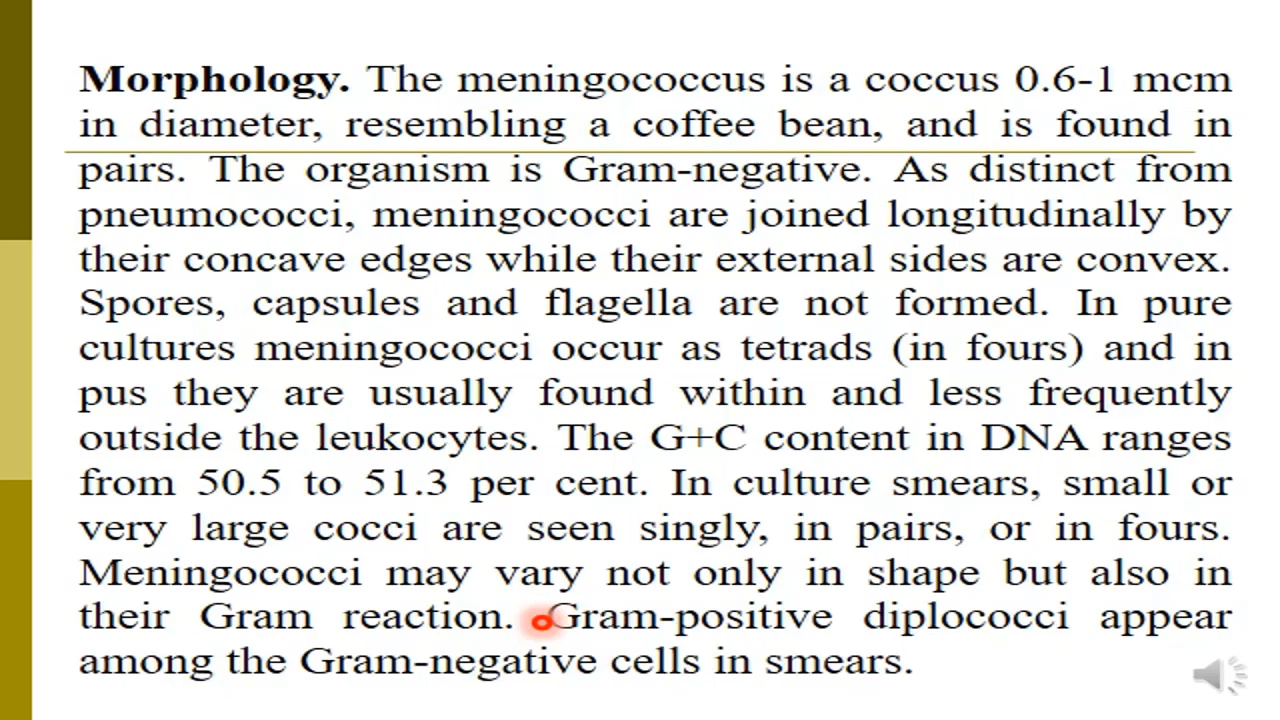 Morphology. The meningococcus is a coccus 0.6-1 mcm
in diameter, resembling a coffee bean, and is found in
pairs. The organism is Gram-negative. As distinct from
pneumococci, meningococci are joined longitudinally by
their concave edges while their external sides are convex.
Spores, capsules and flagella are not formed. In pure
cultures meningococci occur as tetrads (in fours) and in
pus they are usually found within and less frequently
outside the leukocytes. The G+C content in DNA ranges
from 50.5 to 51.3 per cent. In culture smears, small or
very large cocci are seen singly, in pairs, or in fours.
Meningococci may vary not only in shape but also in
their Gram reaction. Gram-positive diplococci appear
among the Gram-negative cells in smears.